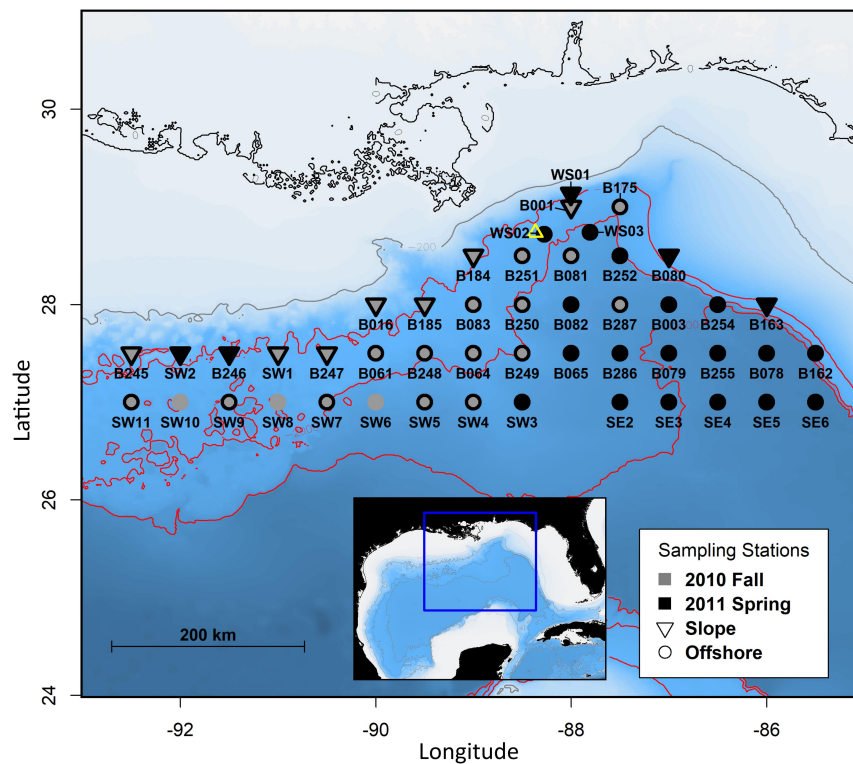 30
WS01
B175
B001
WS02
WS03
-200
B184
B251
B081
B252
B080
28
B016
B185
B083
B250
B082
B287
B003
B254
B163
B245
SW2
B246
SW1
B247
B061
B248
B064
B249
B065
B286
B079
B255
B078
B162
SW11
SW10
SW9
SW8
SW7
SW6
SW5
SW4
SW3
SE2
SE3
SE4
SE5
SE6
Latitude
26
Sampling Stations
2010 Fall
2011 Spring
Slope
Offshore
200 km
24
-92
-90
-88
-86
Longitude